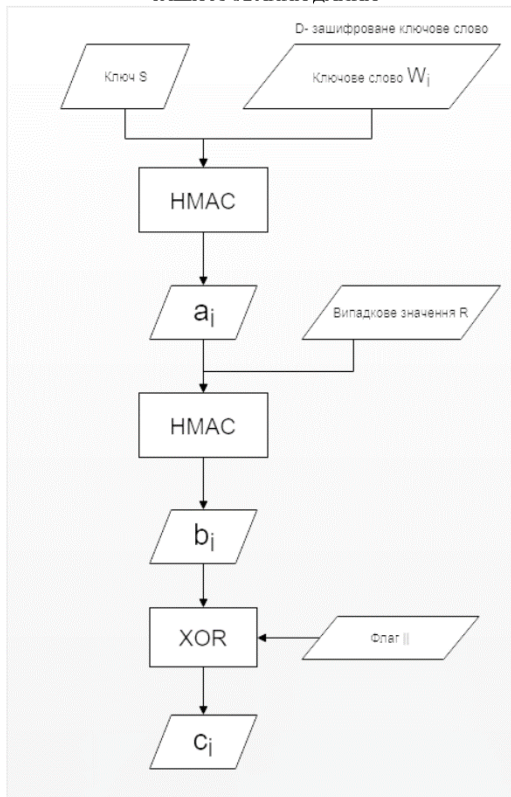 D- зашифроване ключове слово
Ключ S
Ключове слово Wi
HMAC
ai
Випадкове значення R
HMAC
bi
XOR
Флаг ||
ci